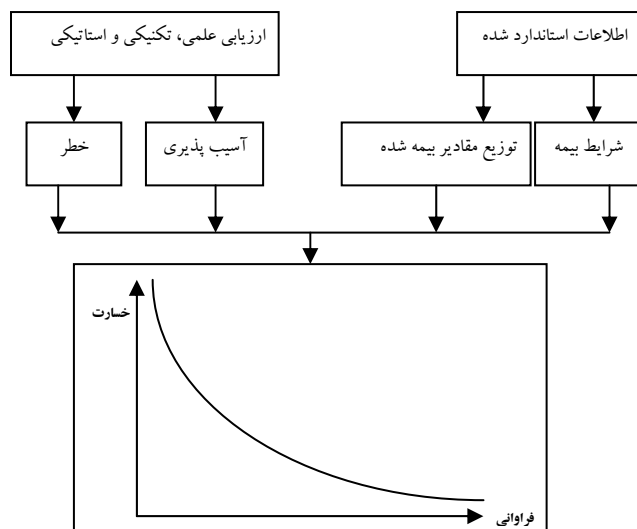 اطلاعات استاندارد شده
ارزیابی علمی، تکنیکی و استاتیکی
شرایط بیمه
توزیع مقادیر بیمه شده
آسیب پذیری
خطر
خسارت
فراوانی